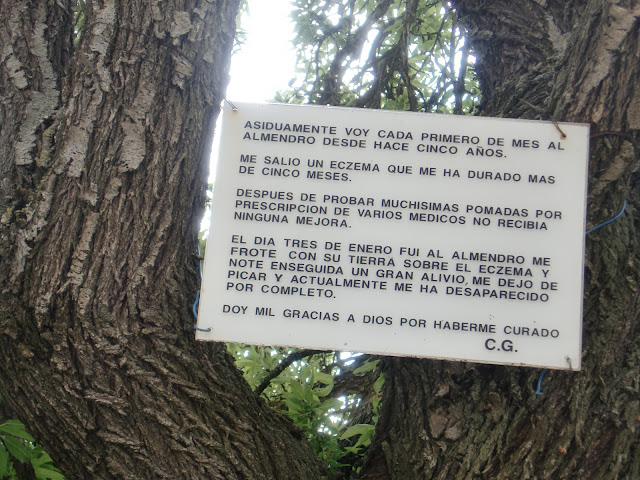 ASIDUAMENTE VOY CADA PRIMERO DE MES AL
ALMENDRO DESDE HACE CINCO AÑOS.
ME SALIO UN ECZEMA QUE ME HA DURADO MAS
DE CINCO MESES.
DESPUES DE PROBAR MUCHISIMAS POMADAS POR
PRESCRIPCION DE VARIOS MEDICOS NO RECIBIA
NINGUNA MEJORA.
EL DIA TRES DE ENERO FUI AL ALMENDRO ME
FROTE CON SU TIERRA SOBRE EL ECZEMA Y
NOTE ENSEGUIDA UN GRAN ALIVIO, ME DEJO DE
PICAR Y ACTUALMENTE ME HA DESAPARECIDO
POR COMPLETO.
DOY MIL GRACIAS A DIOS POR HABERME CURADO
C.G.